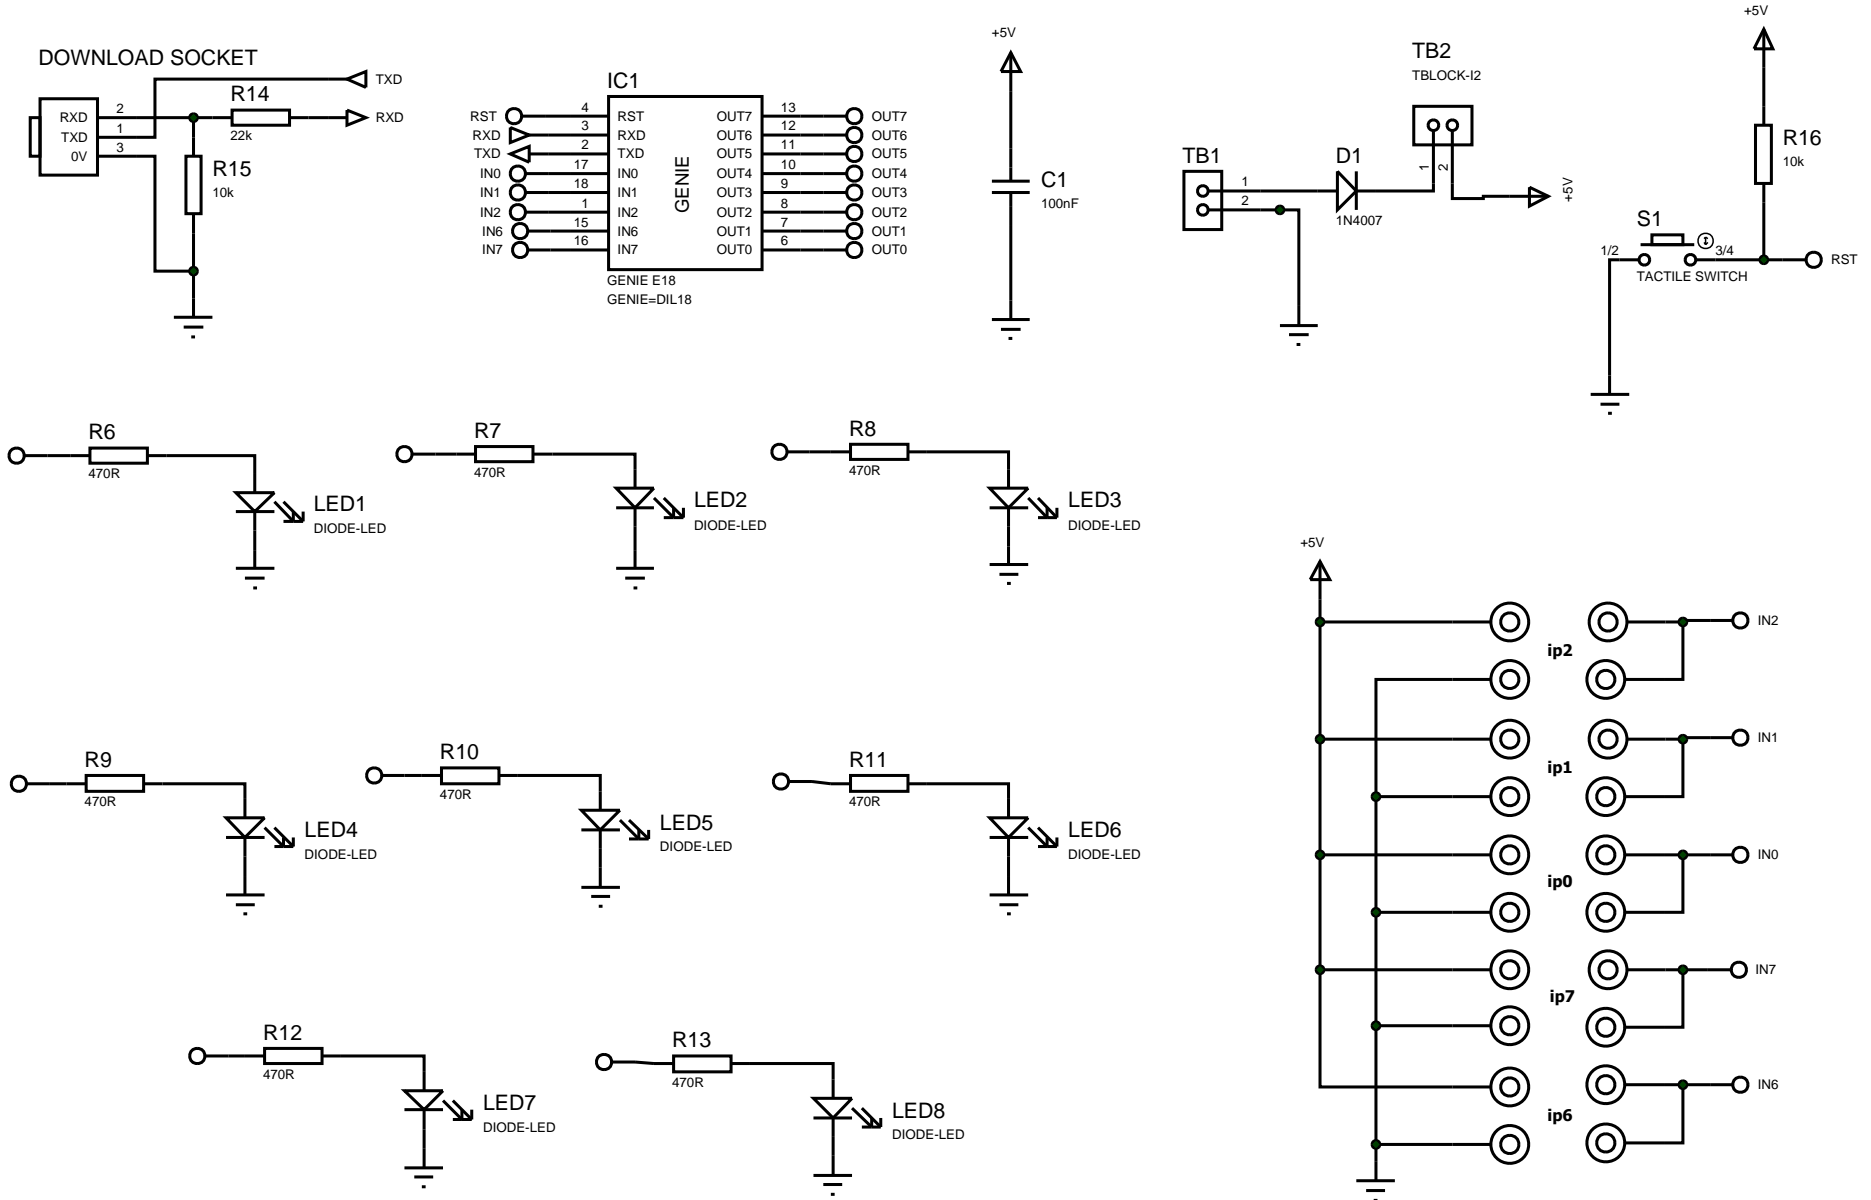 DOWNLOAD SOCKET
RXD
TXD
0V
2
1
3
R14
22k
TXD
RXD
R15
10k
IC1
RST 4 RST OUT7 13 OUT7
RXD 3 RXD OUT6 12 OUT6
TXD 2 TXD OUT5 11 OUT5
IN0 17 IN0 OUT4 10 OUT4
IN1 18 IN1 OUT3 9 OUT3
IN2 1 IN2 OUT2 8 OUT2
IN6 15 IN6 OUT1 7 OUT1
IN7 16 IN7 OUT0 6 OUT0
GENIE
GENIE E18
GENIE=DIL18
+5V
C1
100nF
TB1
1
2
D1
1N4007
TB2
TBLOCK-I2
1
2
+5V
+5V
R16
10k
S1
1/2
3/4
TACTILE SWITCH
RST
R6
470R
LED1
DIODE-LED
R7
470R
LED2
DIODE-LED
R8
470R
LED3
DIODE-LED
R9
470R
LED4
DIODE-LED
R10
470R
LED5
DIODE-LED
R11
470R
LED6
DIODE-LED
R12
470R
LED7
DIODE-LED
R13
470R
LED8
DIODE-LED
+5V
ip2
IN2
ip1
IN1
ip0
IN0
ip7
IN7
ip6
IN6